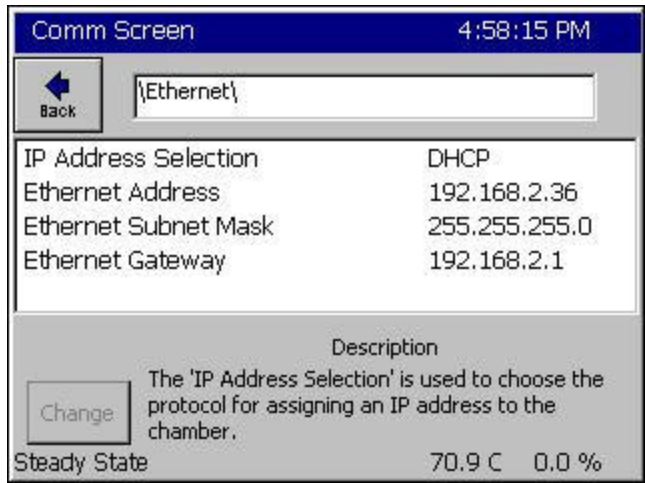 Comm Screen 4:58:15 PM
Back
\Ethernet\
IP Address Selection DHCP
Ethernet Address 192.168.2.36
Ethernet Subnet Mask 255.255.255.0
Ethernet Gateway 192.168.2.1
Description
The 'IP Address Selection' is used to choose the
protocol for assigning an IP address to the
chamber.
Change
Steady State 70.9 C 0.0 %